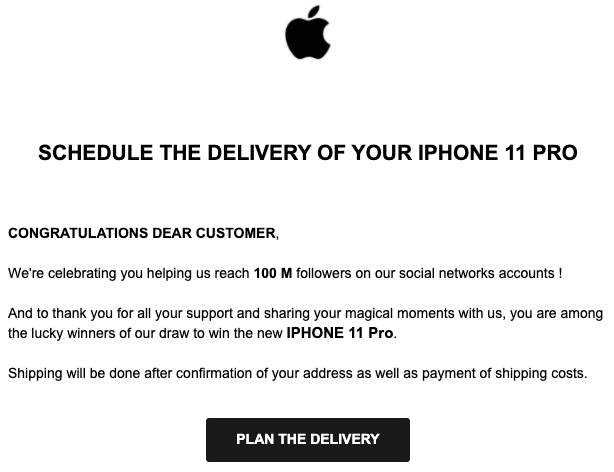 SCHEDULE THE DELIVERY OF YOUR IPHONE 11 PRO
CONGRATULATIONS DEAR CUSTOMER,
We're celebrating you helping us reach 100 M followers on our social networks accounts !
And to thank you for all your support and sharing your magical moments with us, you are among
the lucky winners of our draw to win the new IPHONE 11 Pro.
Shipping will be done after confirmation of your address as well as payment of shipping costs.
PLAN THE DELIVERY